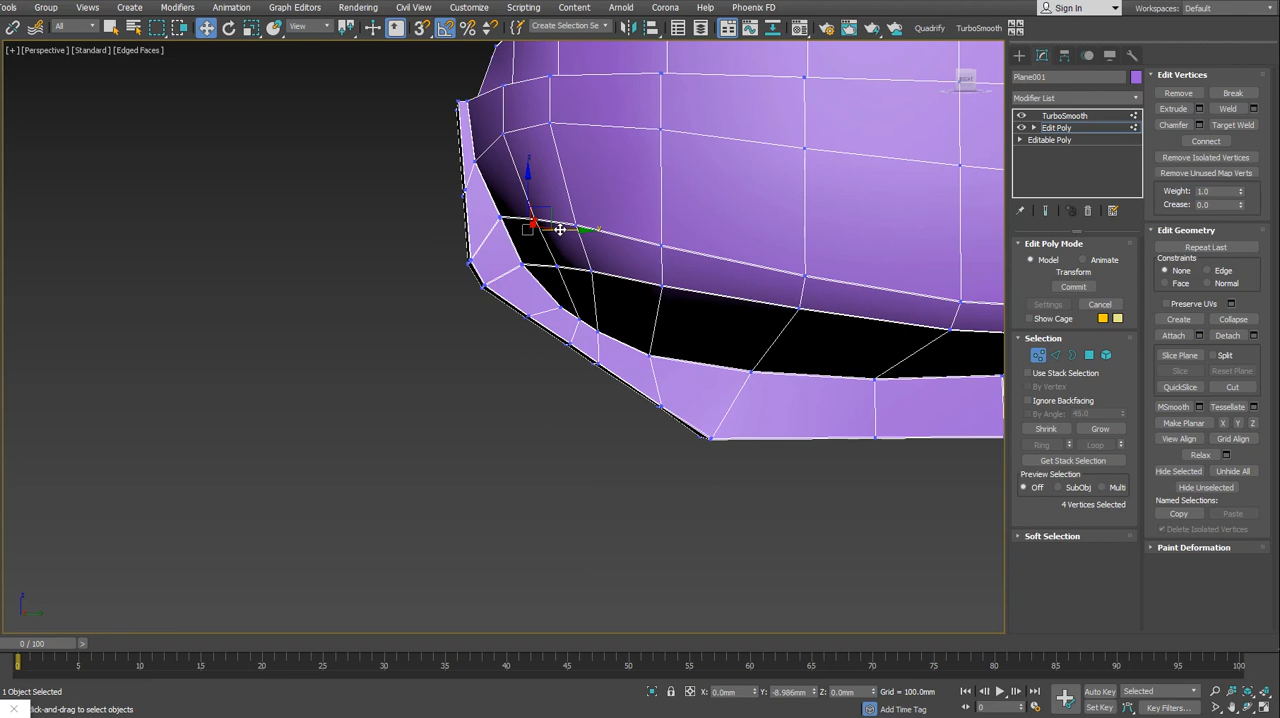 Tools Group Views Create Modifiers Animation Graph Editors Rendering Civil View Customize Scripting Content Arnold Corona Help Phoenix FD Sign In Workspaces: Default
All View Create Selection Se Quadrify TurboSmooth
[+] [Perspective] [Standard] [Edged Faces]
Plane001
Modifier List
TurboSmooth
Edit Poly
Editable Poly
Edit Poly Mode
Model Animate
Transform
Commit
Settings Cancel
Show Cage
Selection
Use Stack Selection
By Vertex
Ignore Backfacing
By Angle: 45.0
Shrink Grow
Ring Loop
Get Stack Selection
Preview Selection
Off SubObj Multi
4 Vertices Selected
Soft Selection
Edit Vertices
Remove Break
Extrude Weld
Chamfer Target Weld
Connect
Remove Isolated Vertices
Remove Unused Map Verts
Weight: 1.0
Crease: 0.0
Edit Geometry
Repeat Last
Constraints
None Edge
Face Normal
Preserve UVs
Create Collapse
Attach Detach
Slice Plane Split
Slice Reset Plane
QuickSlice Cut
MSmooth Tessellate
Make Planar X Y Z
View Align Grid Align
Relax
Hide Selected Unhide All
Hide Unselected
Named Selections:
Copy Paste
Delete Isolated Vertices
Paint Deformation
0 / 100 >
0 5 10 15 20 25 30 35 40 45 50 55 60 65 70 75 80 85 90 95 100
1 Object Selected X: 0.0mm Y: -8.986mm Z: 0.0mm Grid = 100.0mm Auto Key Selected
lick-and-drag to select objects Add Time Tag 0 Set Key Key Filters...